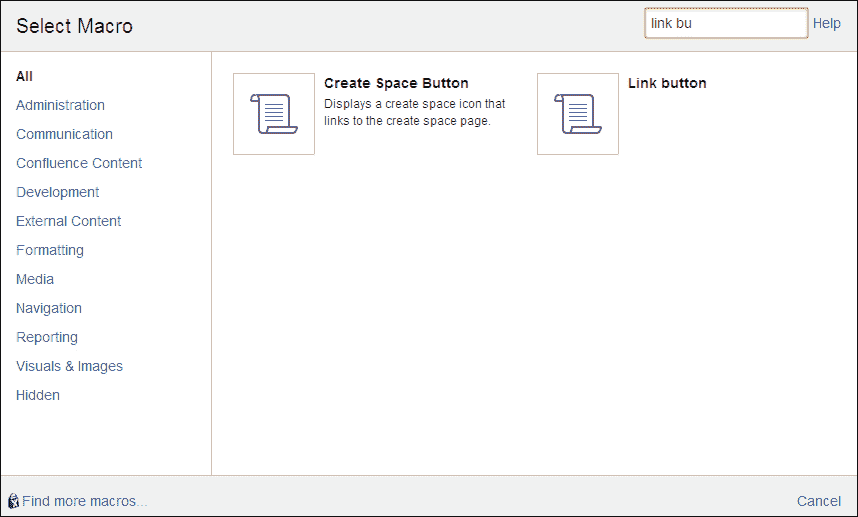 Select Macro
link bu
Help
All
Administration
Communication
Confluence Content
Development
External Content
Formatting
Media
Navigation
Reporting
Visuals & Images
Hidden
Create Space Button
Displays a create space icon that
links to the create space page.
Link button
Find more macros...
Cancel